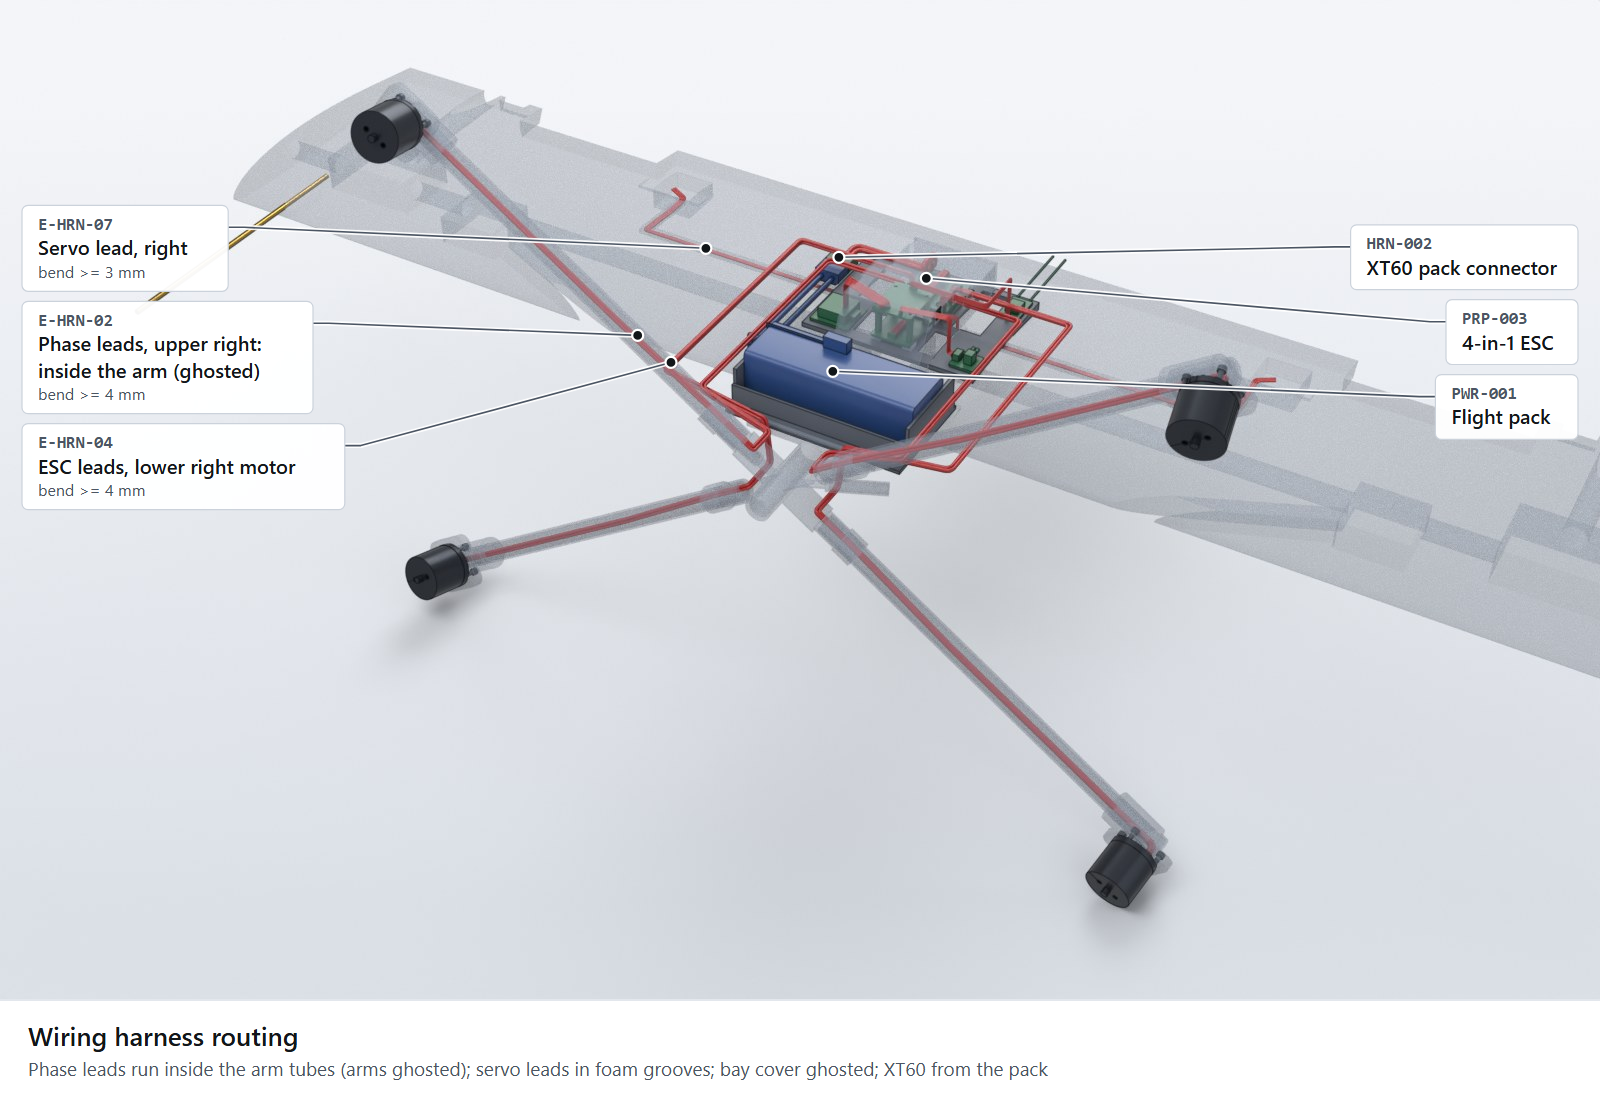 E-HRN-07
Servo lead, right
bend >= 3 mm
E-HRN-02
Phase leads, upper right:
inside the arm (ghosted)
bend >= 4 mm
E-HRN-04
ESC leads, lower right motor
bend >= 4 mm
HRN-002
XT60 pack connector
PRP-003
4-in-1 ESC
PWR-001
Flight pack
Wiring harness routing
Phase leads run inside the arm tubes (arms ghosted); servo leads in foam grooves; bay cover ghosted; XT60 from the pack